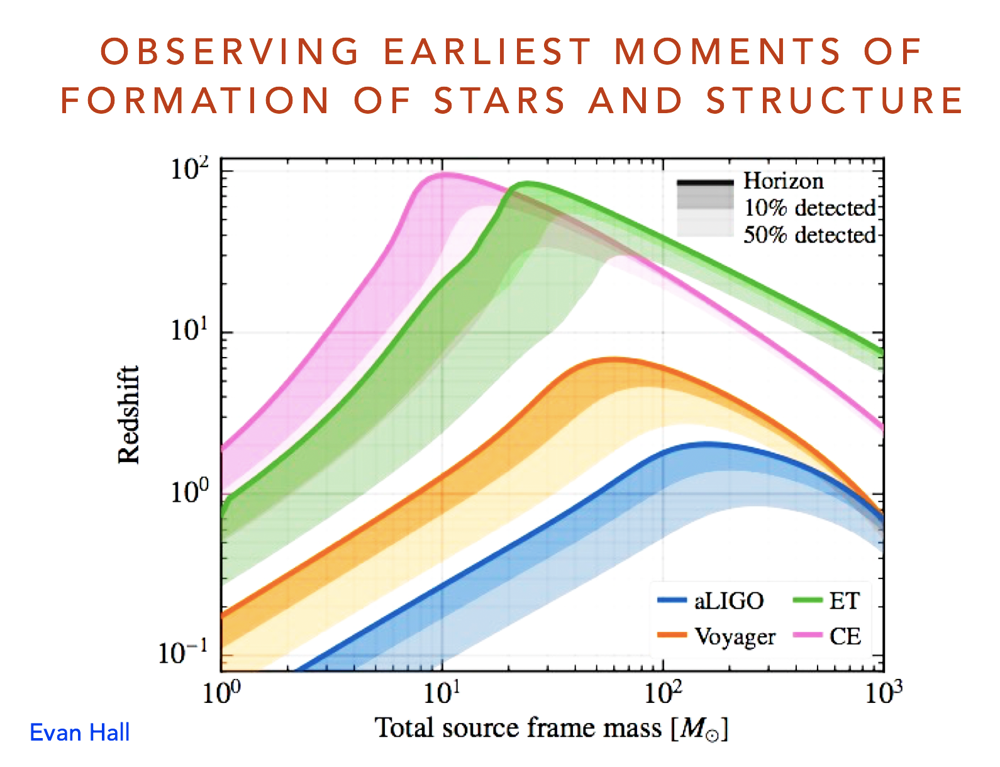 OBSERVING EARLIEST MOMENTS OF
FORMATION OF STARS AND STRUCTURE
10²
10¹
10⁰
10⁻¹
Redshift
Horizon
10% detected
50% detected
aLIGO
ET
Voyager
CE
10⁰
10¹
10²
10³
Total source frame mass [M☉]
Evan Hall